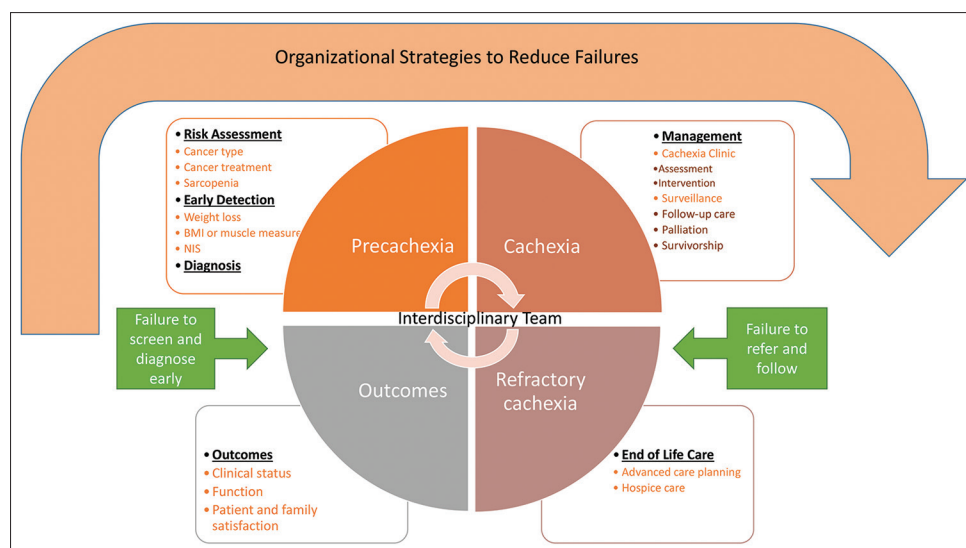 Organizational Strategies to Reduce Failures
• Risk Assessment
• Cancer type
• Cancer treatment
• Sarcopenia
• Early Detection
• Weight loss
• BMI or muscle measure
• NIS
• Diagnosis
• Management
• Cachexia Clinic
•Assessment
•Intervention
• Surveillance
• Follow-up care
• Palliation
• Survivorship
Precachexia
Cachexia
Interdisciplinary Team
Failure to
screen and
diagnose
early
Failure to
refer and
follow
Outcomes
Refractory
cachexia
• Outcomes
• Clinical status
• Function
• Patient and family
satisfaction
• End of Life Care
• Advanced care planning
• Hospice care